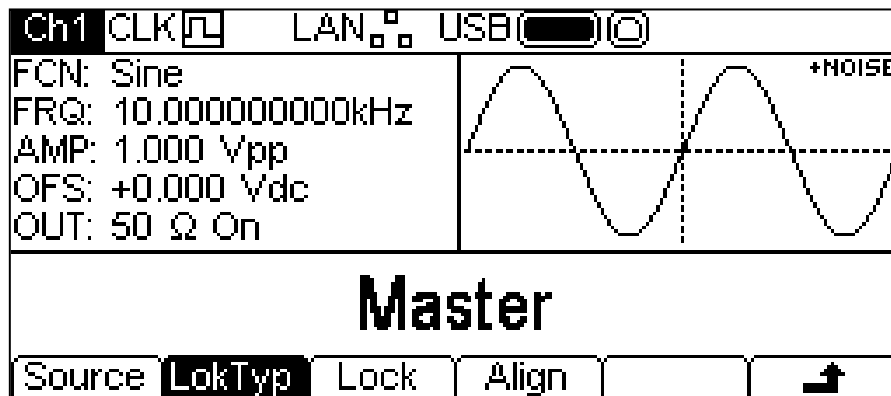 Ch1 CLK LAN USB
FCN: Sine
+NOISE
FRQ: 10.000000000kHz
AMP: 1.000 Vpp
OFS: +0.000 Vdc
OUT: 50 Ω On
Master
Source LokTyp Lock Align